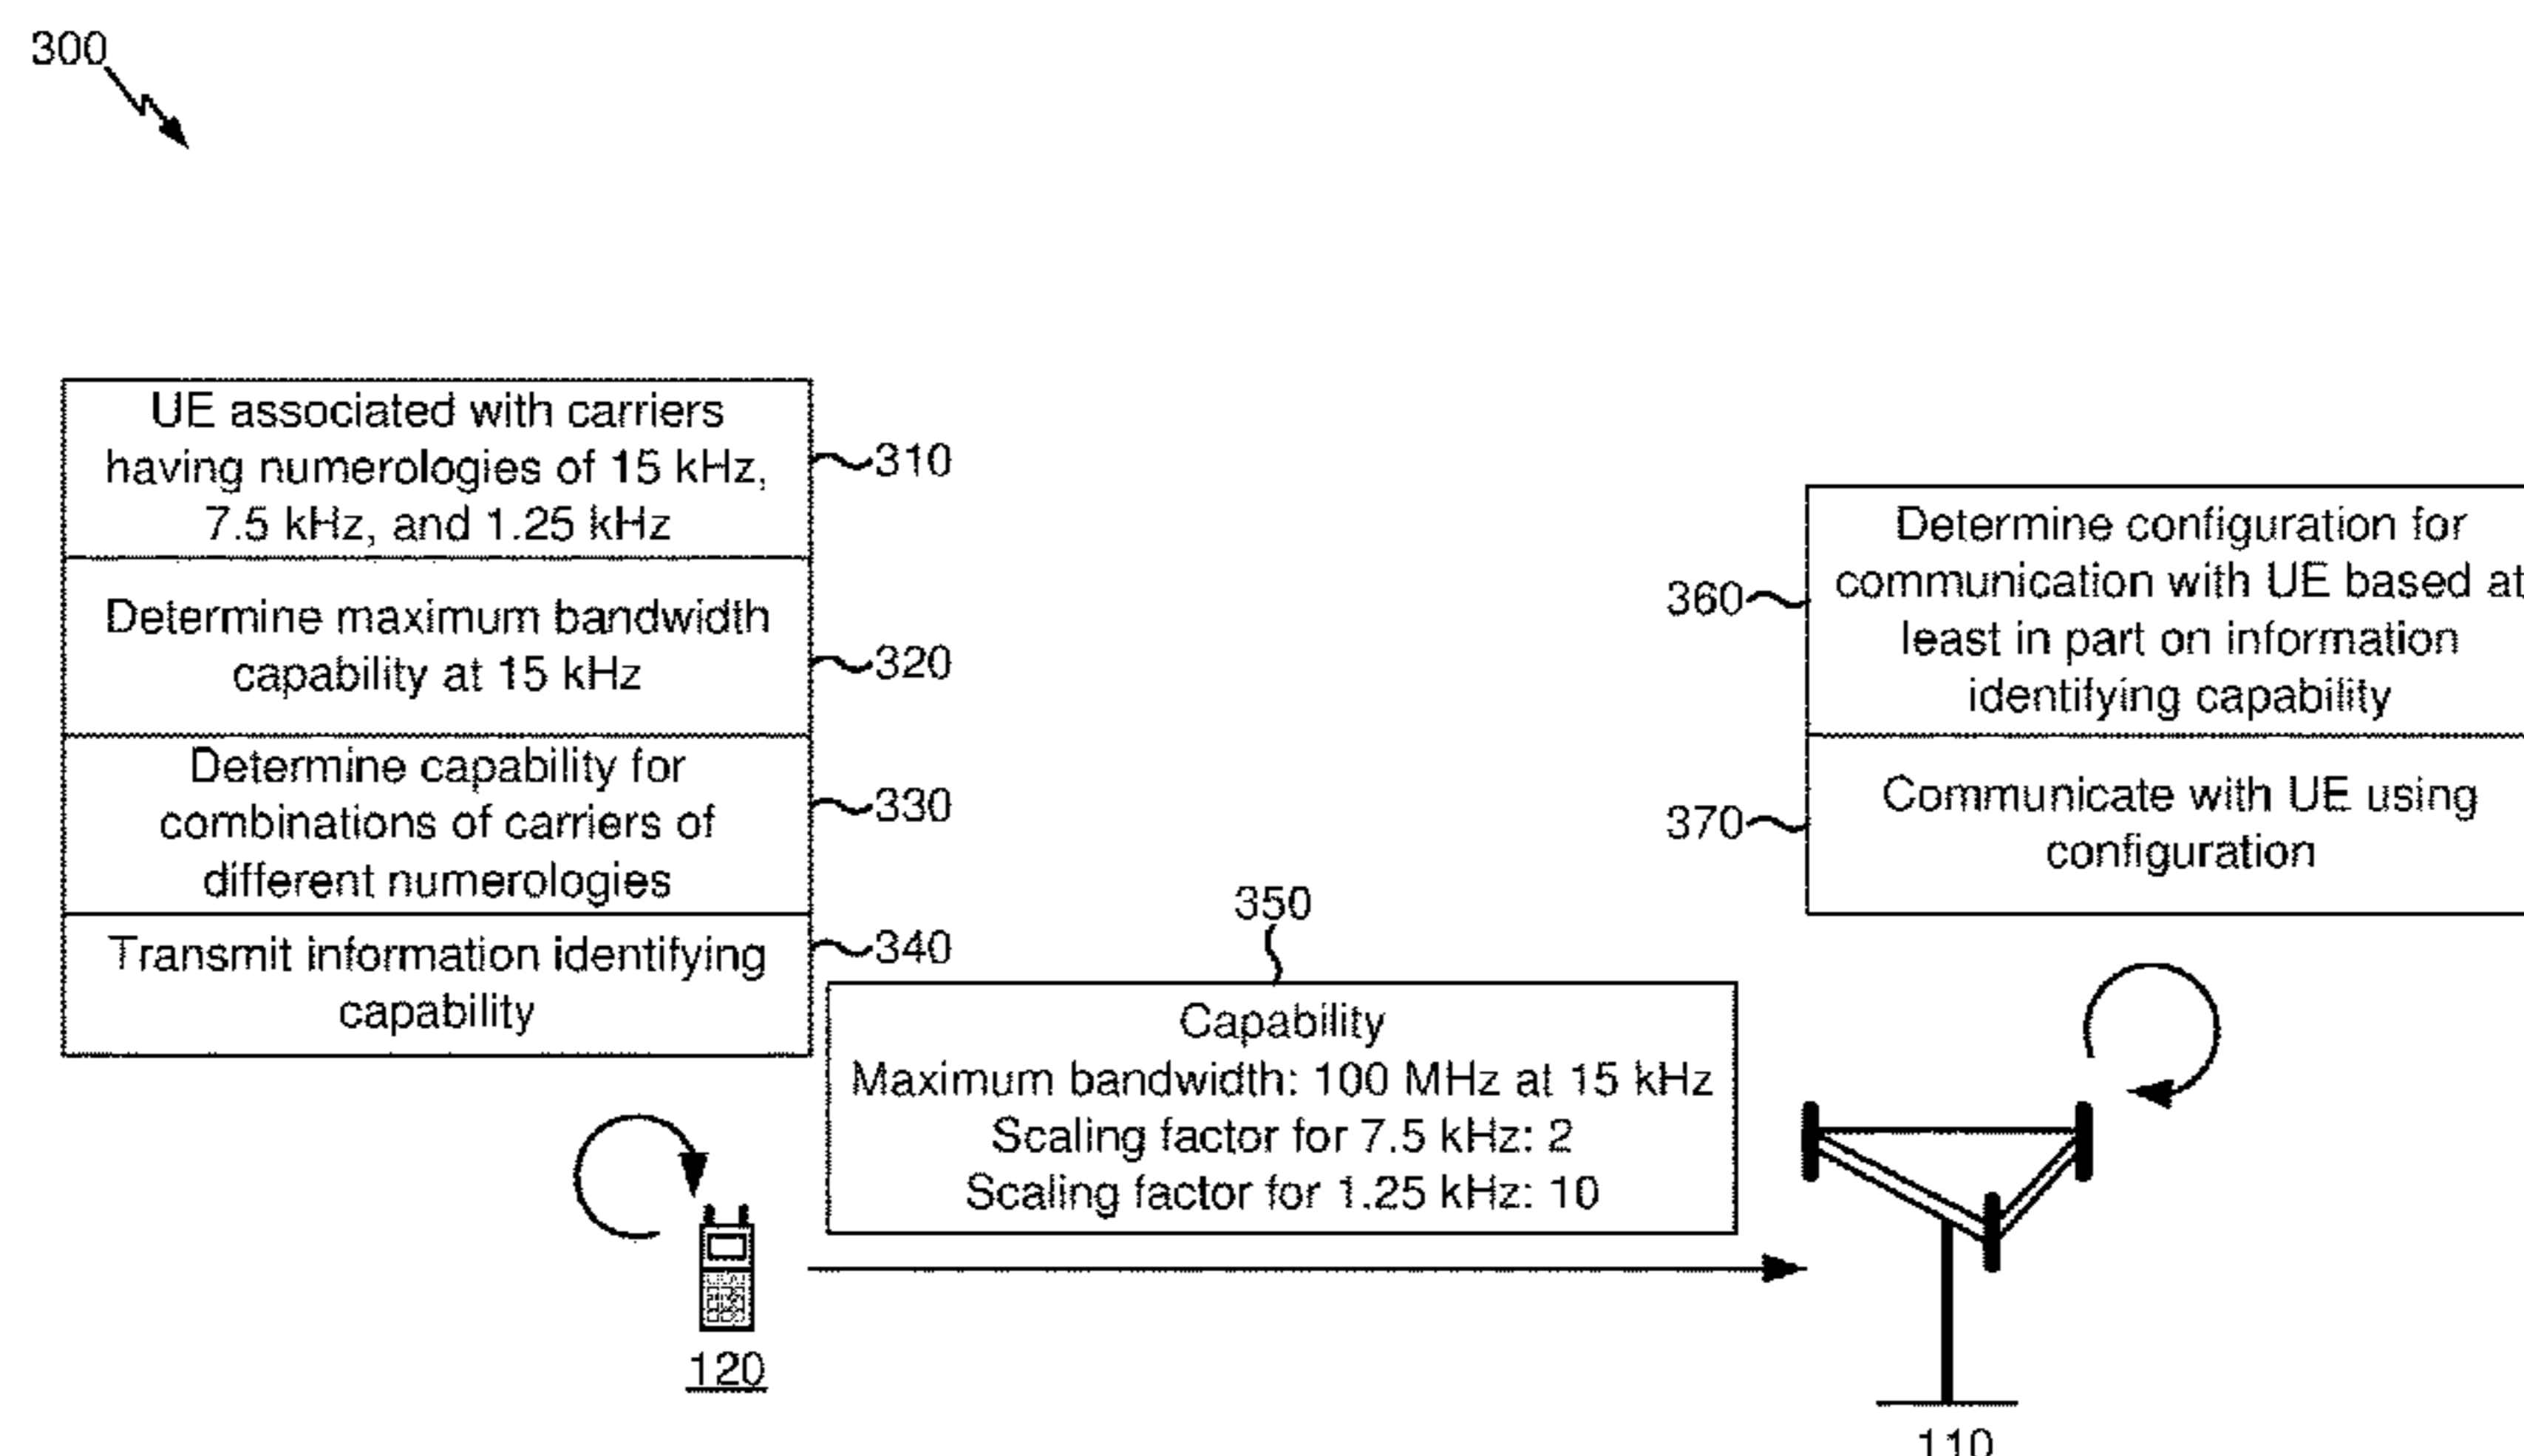 300
UE associated with carriers
having numerologies of 15 kHz,
7.5 kHz, and 1.25 kHz
310
Determine maximum bandwidth
capability at 15 kHz
320
Determine capability for
combinations of carriers of
different numerologies
330
Transmit information identifying
capability
340
350
Capability
Maximum bandwidth: 100 MHz at 15 kHz
Scaling factor for 7.5 kHz: 2
Scaling factor for 1.25 kHz: 10
360
Determine configuration for
communication with UE based at
least in part on information
identifying capability
370
Communicate with UE using
configuration
120
110